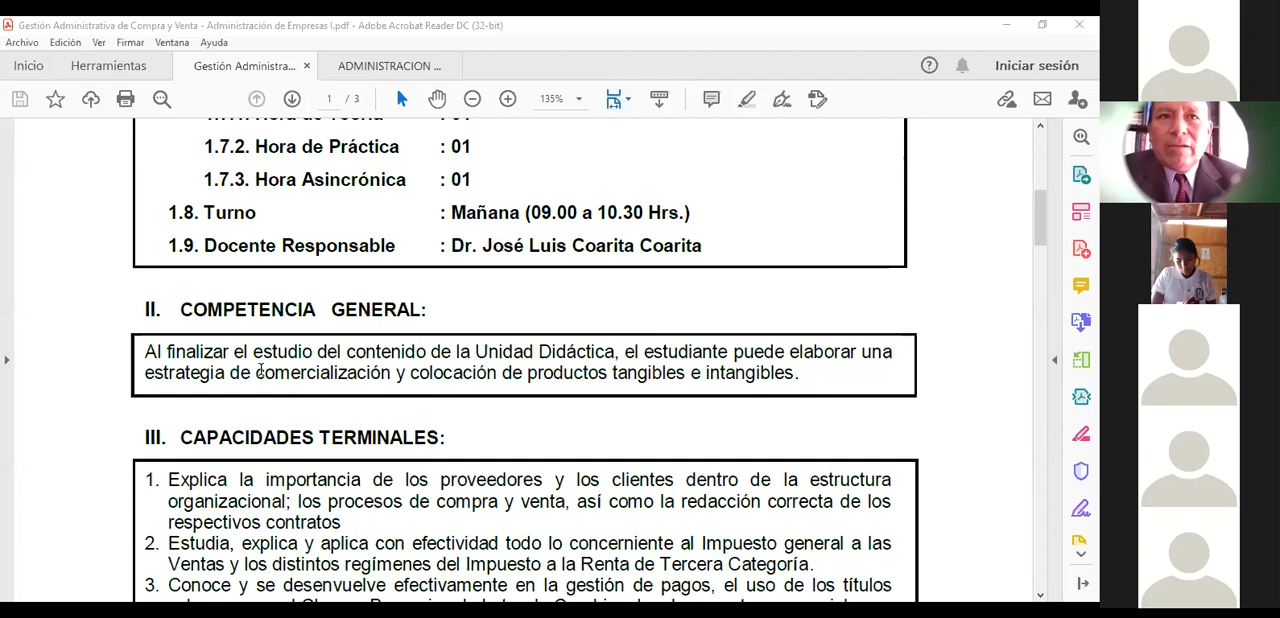 Gestión Administrativa de Compra y Venta - Administración de Empresas I.pdf - Adobe Acrobat Reader DC (32-bit)
Archivo Edición Ver Firmar Ventana Ayuda
Inicio Herramientas Gestión Administra... × ADMINISTRACION ... Iniciar sesión
1 / 3 135%
1.7.2. Hora de Práctica : 01
1.7.3. Hora Asincrónica : 01
1.8. Turno : Mañana (09.00 a 10.30 Hrs.)
1.9. Docente Responsable : Dr. José Luis Coarita Coarita
II. COMPETENCIA GENERAL:
Al finalizar el estudio del contenido de la Unidad Didáctica, el estudiante puede elaborar una
estrategia de comercialización y colocación de productos tangibles e intangibles.
III. CAPACIDADES TERMINALES:
1. Explica la importancia de los proveedores y los clientes dentro de la estructura
organizacional; los procesos de compra y venta, así como la redacción correcta de los
respectivos contratos
2. Estudia, explica y aplica con efectividad todo lo concerniente al Impuesto general a las
Ventas y los distintos regímenes del Impuesto a la Renta de Tercera Categoría.
3. Conoce y se desenvuelve efectivamente en la gestión de pagos, el uso de los títulos